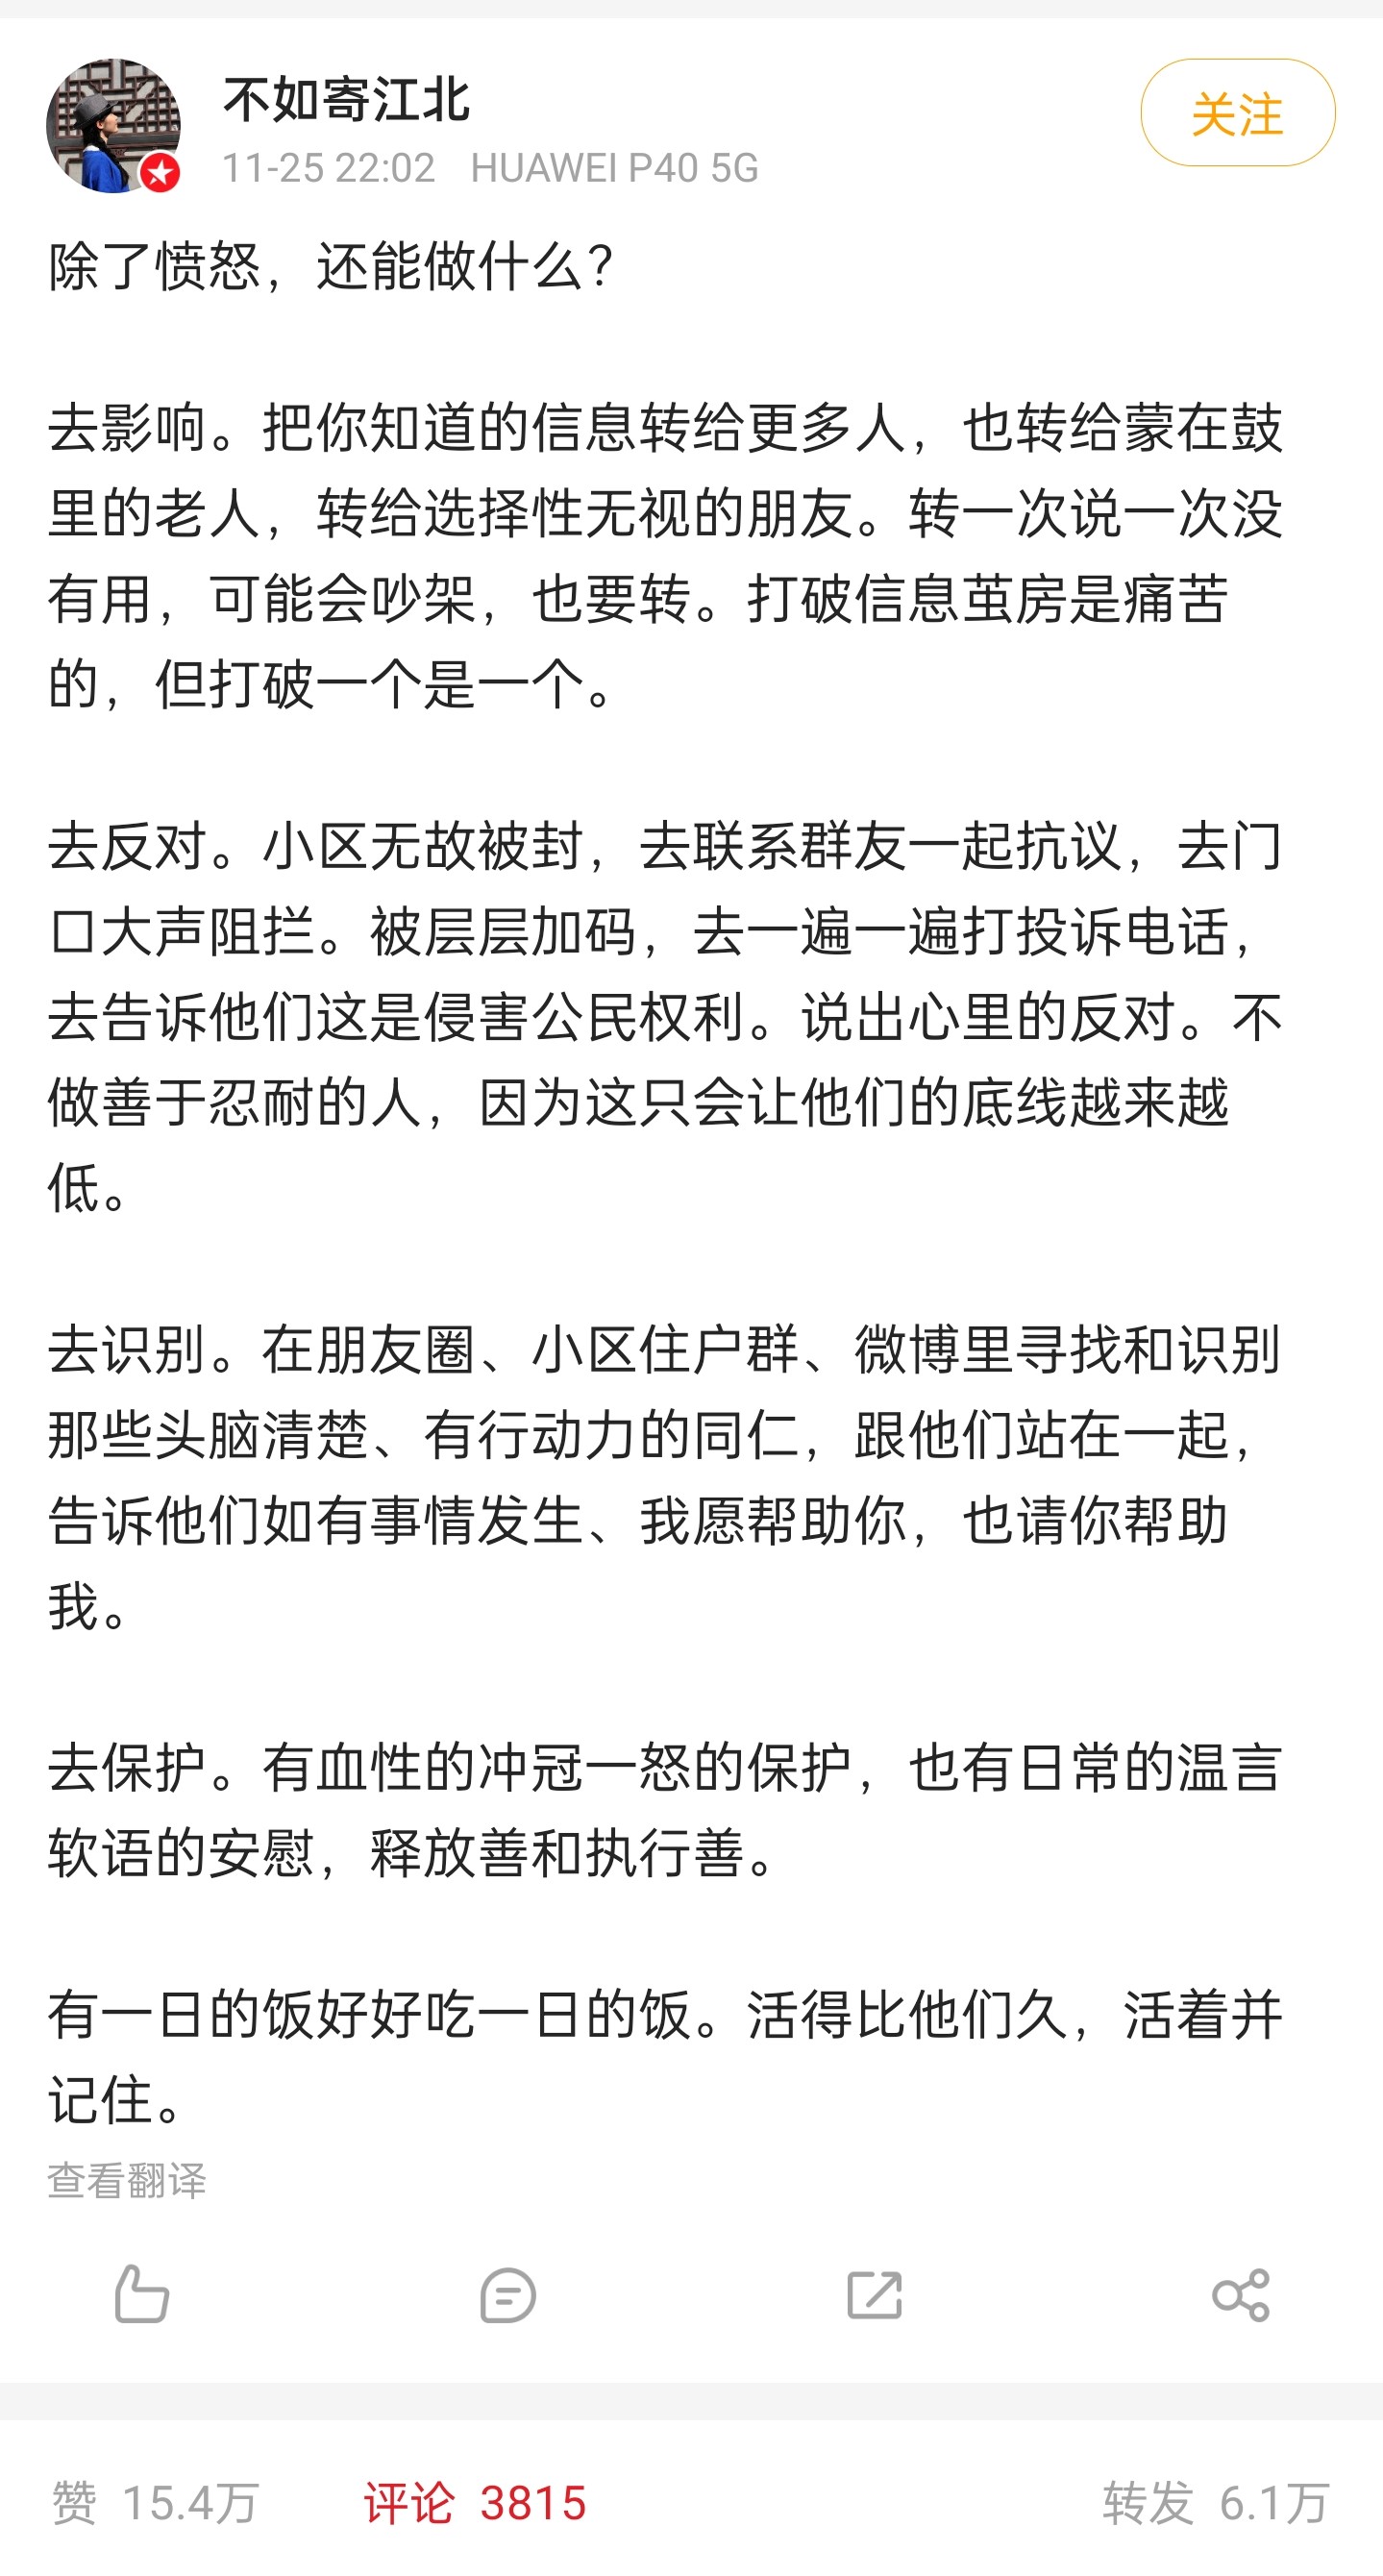 不如寄江北
关注
11-25 22:02 HUAWEI P40 5G
除了愤怒，还能做什么？
去影响。把你知道的信息转给更多人，也转给蒙在鼓
里的老人，转给选择性无视的朋友。转一次说一次没
有用，可能会吵架，也要转。打破信息茧房是痛苦
的，但打破一个是一个。
去反对。小区无故被封，去联系群友一起抗议，去门
口大声阻拦。被层层加码，去一遍一遍打投诉电话，
去告诉他们这是侵害公民权利。说出心里的反对。不
做善于忍耐的人，因为这只会让他们的底线越来越
低。
去识别。在朋友圈、小区住户群、微博里寻找和识别
那些头脑清楚、有行动力的同仁，跟他们站在一起，
告诉他们如有事情发生、我愿帮助你，也请你帮助
我。
去保护。有血性的冲冠一怒的保护，也有日常的温言
软语的安慰，释放善和执行善。
有一日的饭好好吃一日的饭。活得比他们久，活着并
记住。
查看翻译
赞 15.4万 评论 3815 转发 6.1万